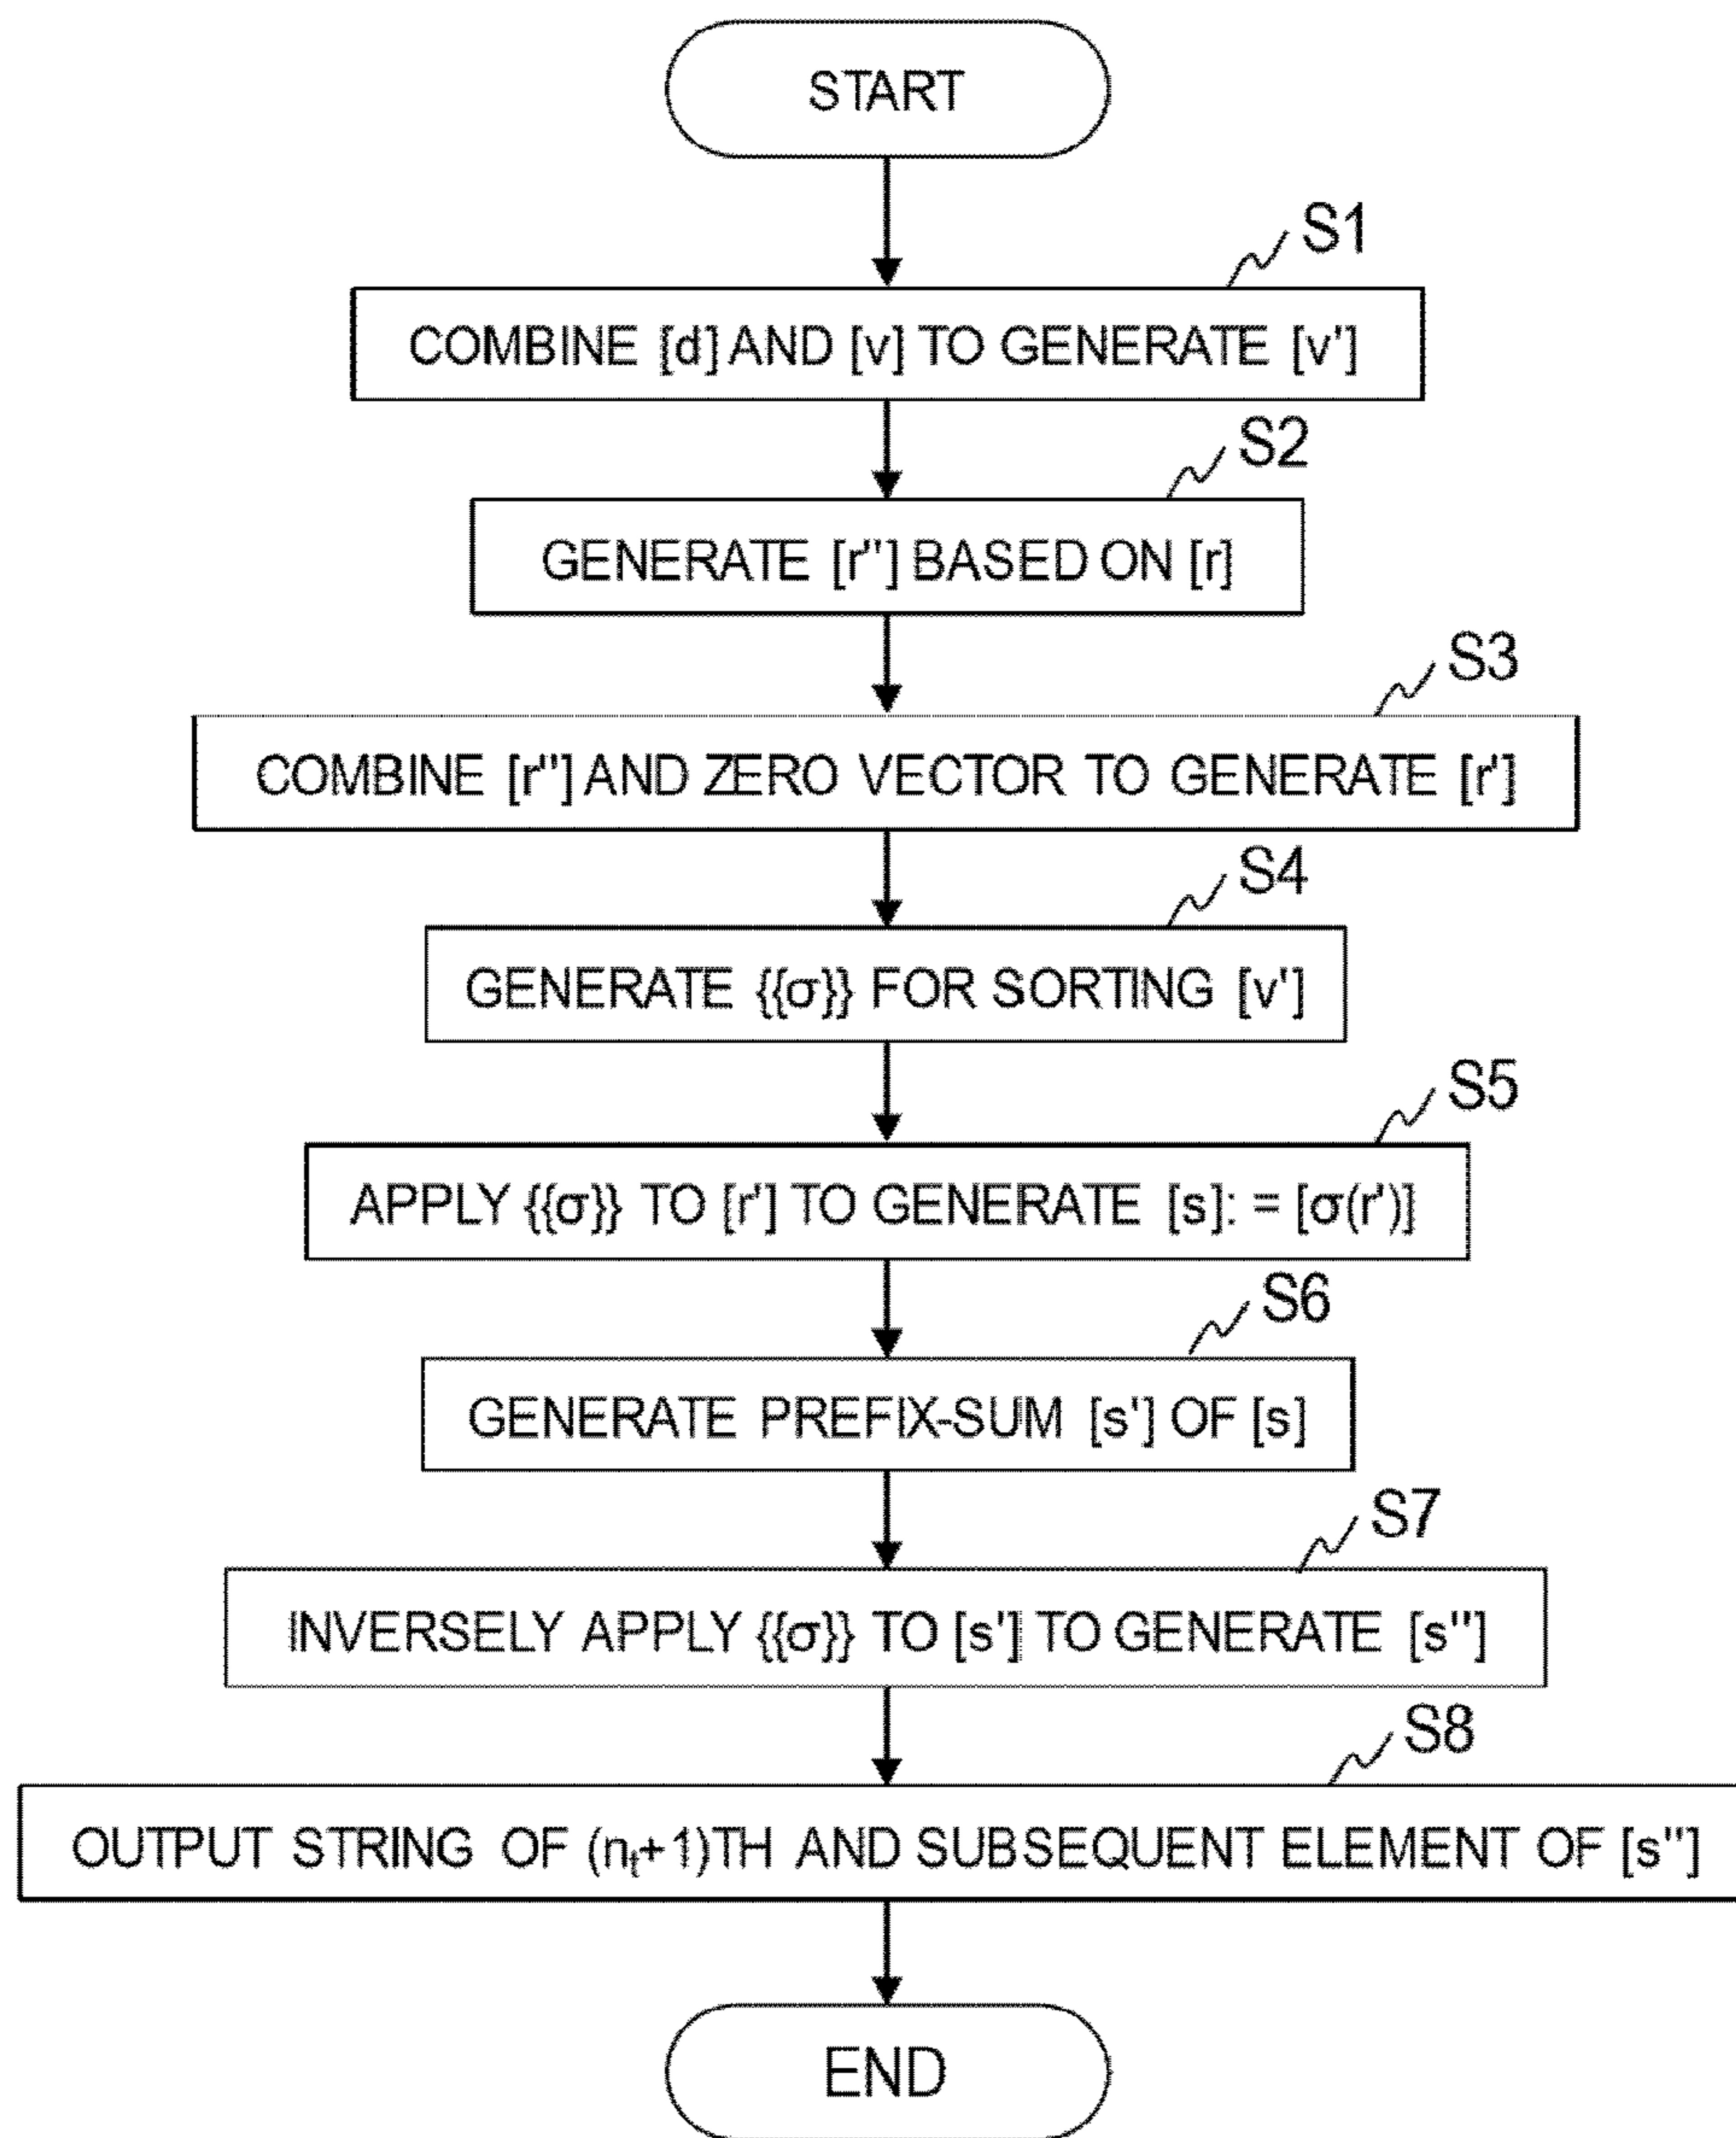 START
S1
COMBINE [d] AND [v] TO GENERATE [v']
S2
GENERATE [r''] BASED ON [r]
S3
COMBINE [r''] AND ZERO VECTOR TO GENERATE [r']
S4
GENERATE {{σ}} FOR SORTING [v']
S5
APPLY {{σ}} TO [r'] TO GENERATE [s]: = [σ(r')]
S6
GENERATE PREFIX-SUM [s'] OF [s]
S7
INVERSELY APPLY {{σ}} TO [s'] TO GENERATE [s'']
S8
OUTPUT STRING OF (nₜ+1)TH AND SUBSEQUENT ELEMENT OF [s'']
END